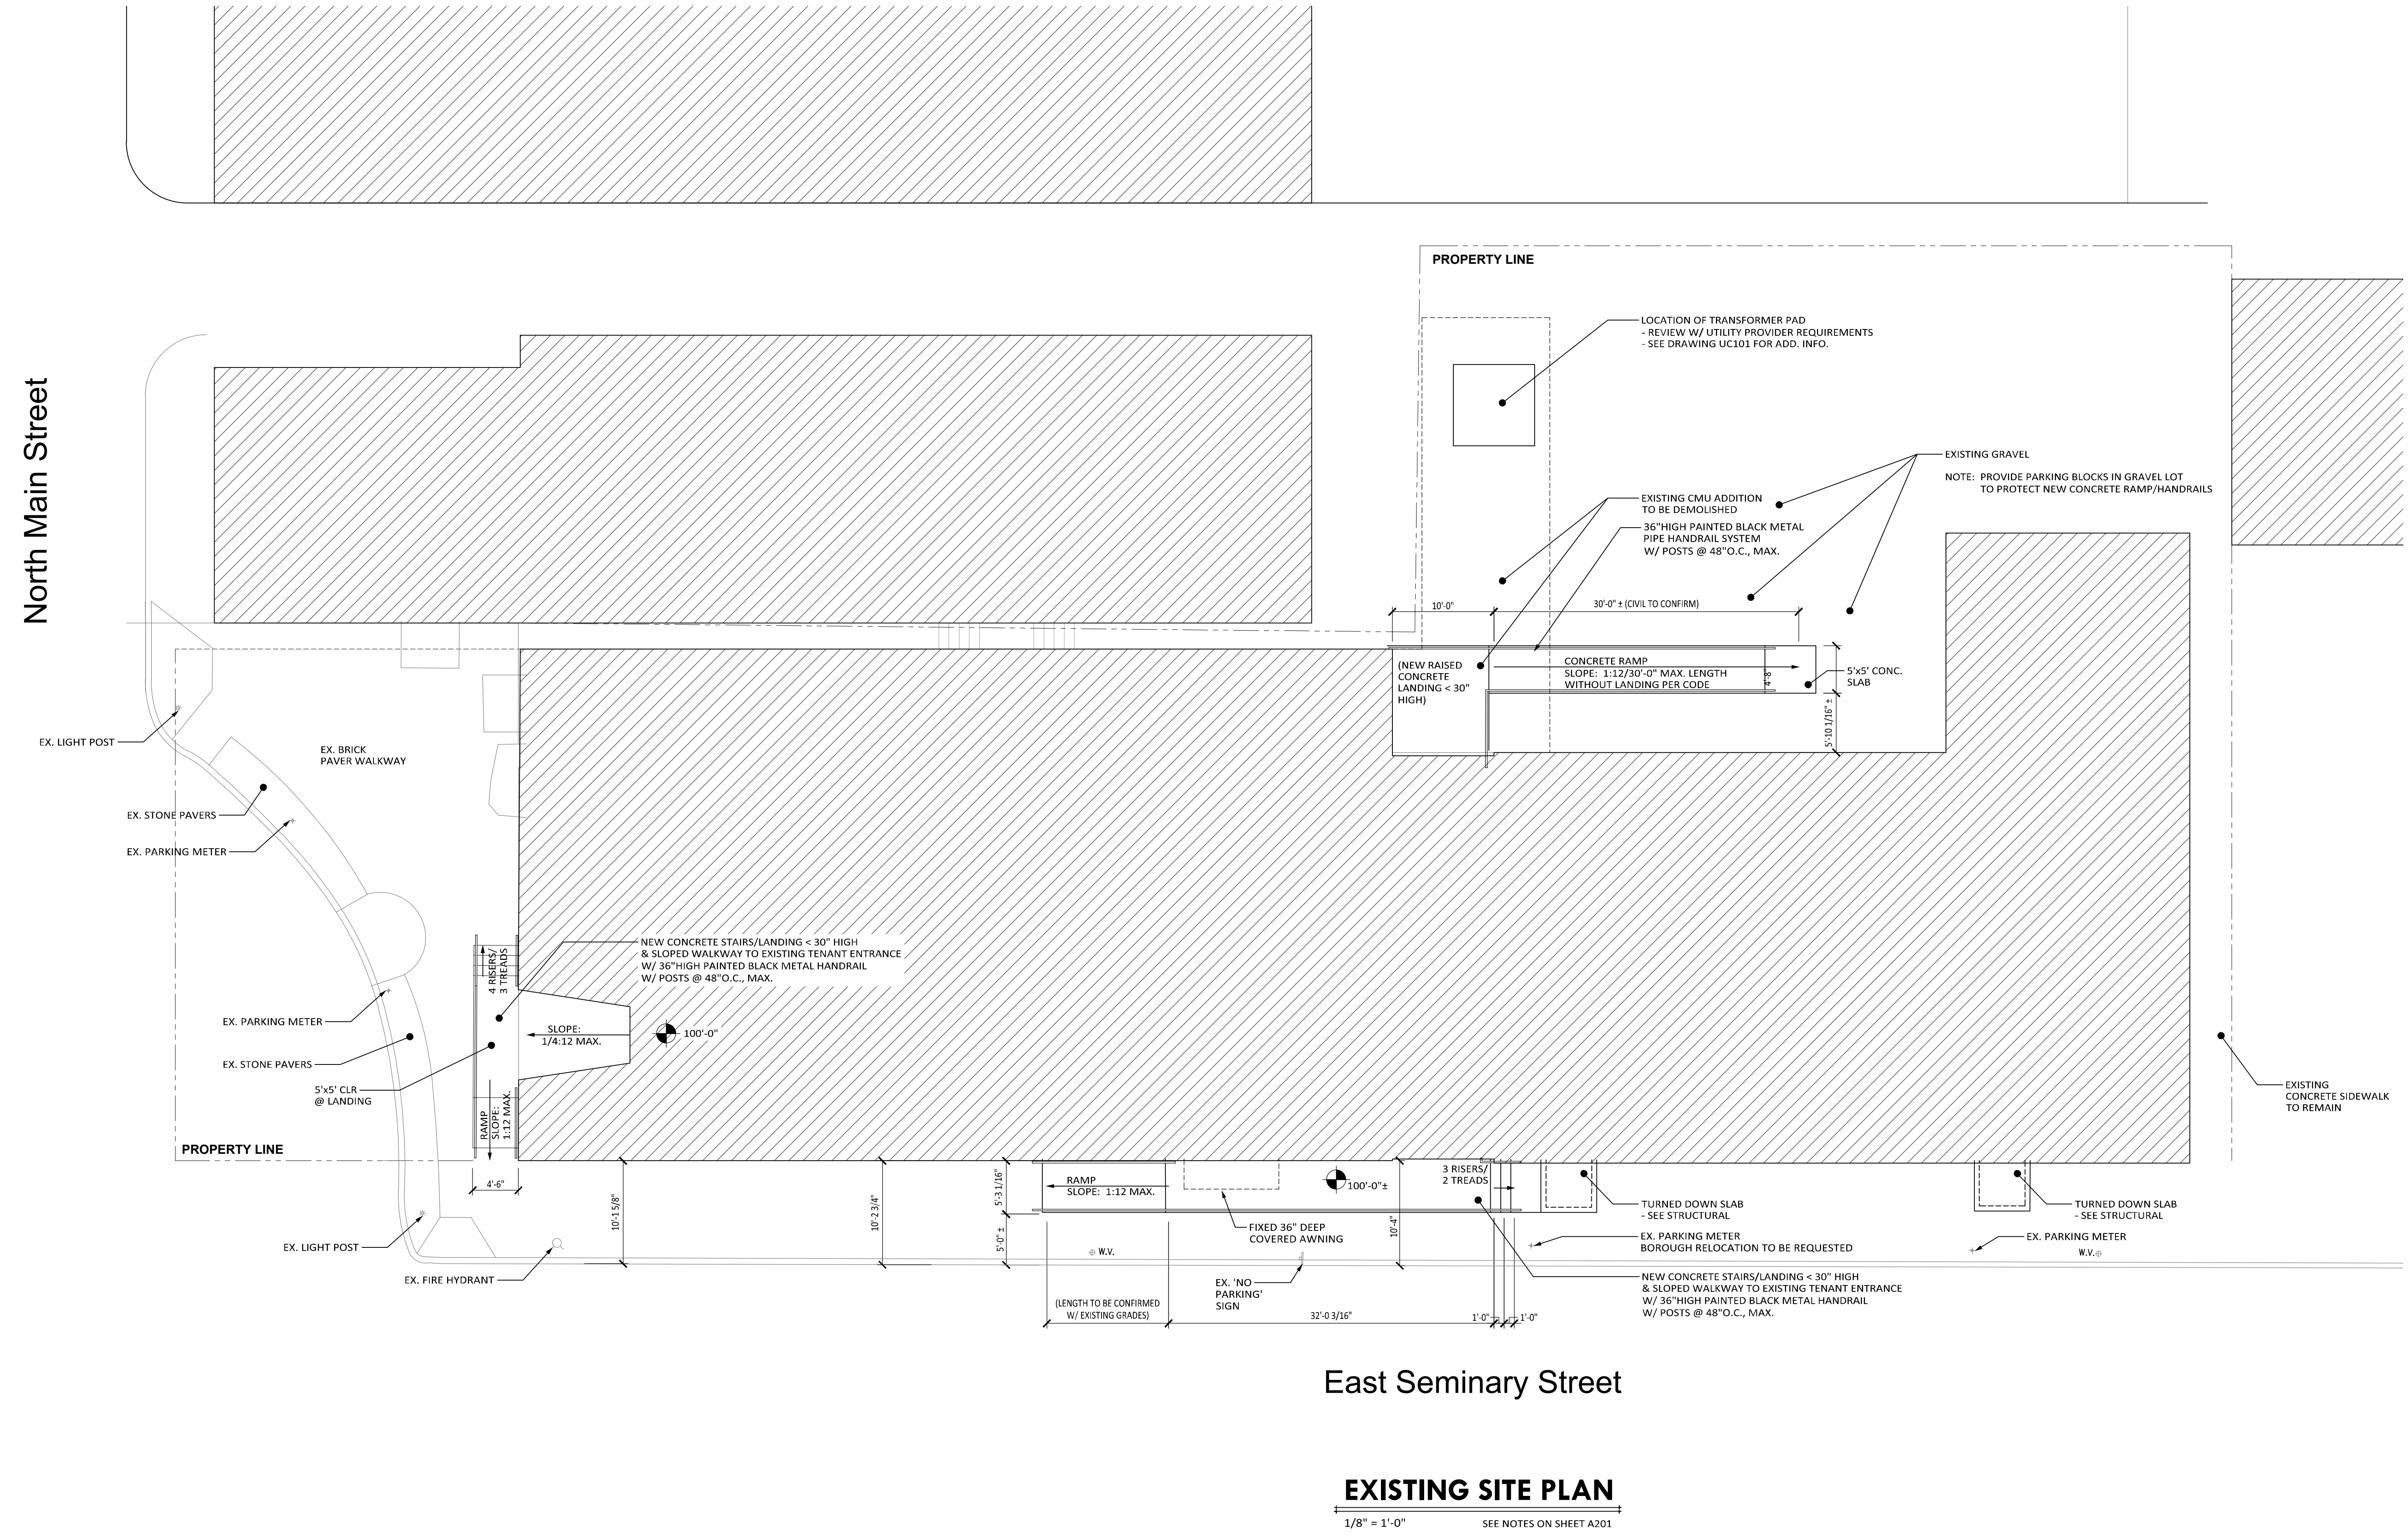 PROPERTY LINE
LOCATION OF TRANSFORMER PAD
- REVIEW W/ UTILITY PROVIDER REQUIREMENTS
- SEE DRAWING UC101 FOR ADD. INFO.
North Main Street
EXISTING GRAVEL
NOTE: PROVIDE PARKING BLOCKS IN GRAVEL LOT
TO PROTECT NEW CONCRETE RAMP/HANDRAILS
EXISTING CMU ADDITION
TO BE DEMOLISHED
36"HIGH PAINTED BLACK METAL
PIPE HANDRAIL SYSTEM
W/ POSTS @ 48"O.C., MAX.
10'-0"
30'-0" ± (CIVIL TO CONFIRM)
(NEW RAISED
CONCRETE
LANDING < 30"
HIGH)
CONCRETE RAMP
SLOPE: 1:12/30'-0" MAX. LENGTH
WITHOUT LANDING PER CODE
4'-8"
5'x5' CONC.
SLAB
5'-10 1/16" ±
EX. LIGHT POST
EX. BRICK
PAVER WALKWAY
EX. STONE PAVERS
EX. PARKING METER
4 RISERS/
3 TREADS
NEW CONCRETE STAIRS/LANDING < 30" HIGH
& SLOPED WALKWAY TO EXISTING TENANT ENTRANCE
W/ 36"HIGH PAINTED BLACK METAL HANDRAIL
W/ POSTS @ 48"O.C., MAX.
EX. PARKING METER
SLOPE:
1/4:12 MAX.
100'-0"
EX. STONE PAVERS
5'x5' CLR
@ LANDING
RAMP
SLOPE:
1:12 MAX.
EXISTING
CONCRETE SIDEWALK
TO REMAIN
PROPERTY LINE
4'-6"
10'-1 5/8"
10'-2 3/4"
5'-3 1/16"
5'-0" ±
RAMP
SLOPE: 1:12 MAX.
100'-0"±
10'-4"
3 RISERS/
2 TREADS
TURNED DOWN SLAB
- SEE STRUCTURAL
TURNED DOWN SLAB
- SEE STRUCTURAL
FIXED 36" DEEP
COVERED AWNING
EX. PARKING METER
BOROUGH RELOCATION TO BE REQUESTED
EX. PARKING METER
W.V.
W.V.
EX. LIGHT POST
EX. FIRE HYDRANT
EX. 'NO
PARKING'
SIGN
NEW CONCRETE STAIRS/LANDING < 30" HIGH
& SLOPED WALKWAY TO EXISTING TENANT ENTRANCE
W/ 36"HIGH PAINTED BLACK METAL HANDRAIL
W/ POSTS @ 48"O.C., MAX.
(LENGTH TO BE CONFIRMED
W/ EXISTING GRADES)
32'-0 3/16"
1'-0"
1'-0"
East Seminary Street
EXISTING SITE PLAN
1/8" = 1'-0"
SEE NOTES ON SHEET A201